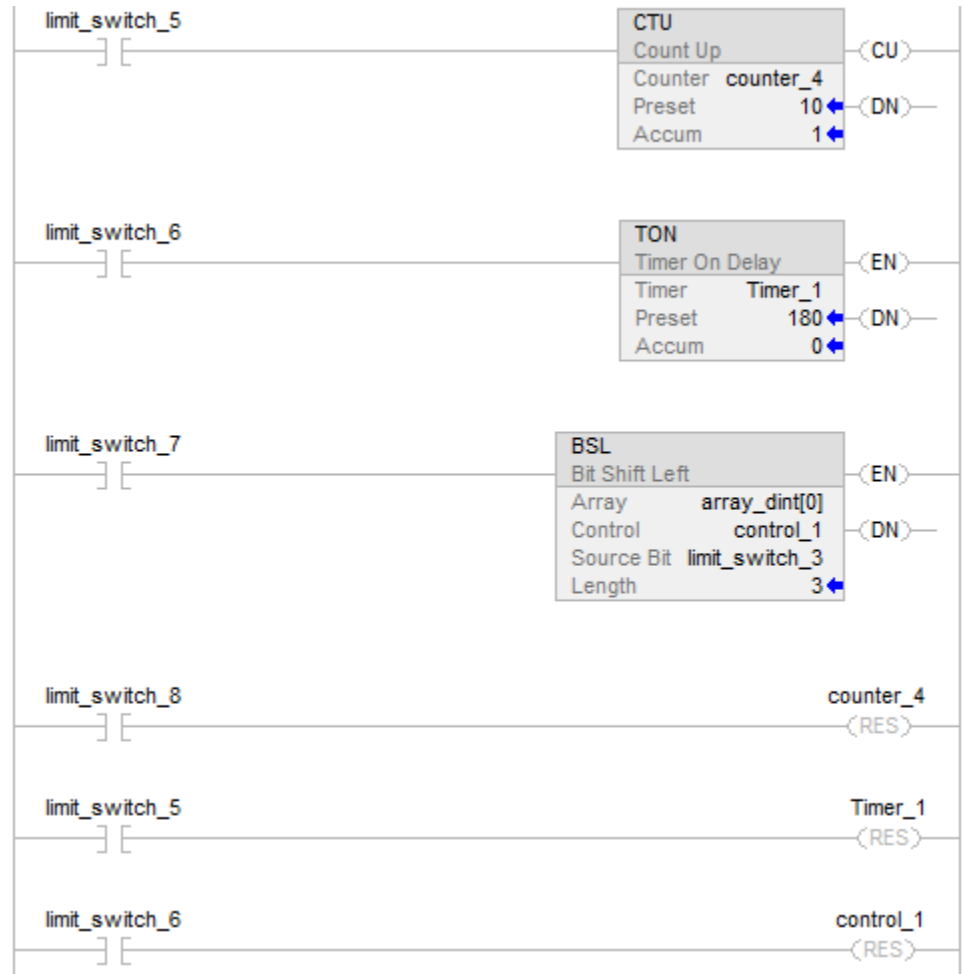 limit_switch_5
CTU
Count Up
(CU)
Counter counter_4
Preset 10
(DN)
Accum 1
limit_switch_6
TON
Timer On Delay
(EN)
Timer Timer_1
Preset 180
(DN)
Accum 0
limit_switch_7
BSL
Bit Shift Left
(EN)
Array array_dint[0]
Control control_1
(DN)
Source Bit limit_switch_3
Length 3
limit_switch_8
counter_4
(RES)
limit_switch_5
Timer_1
(RES)
limit_switch_6
control_1
(RES)